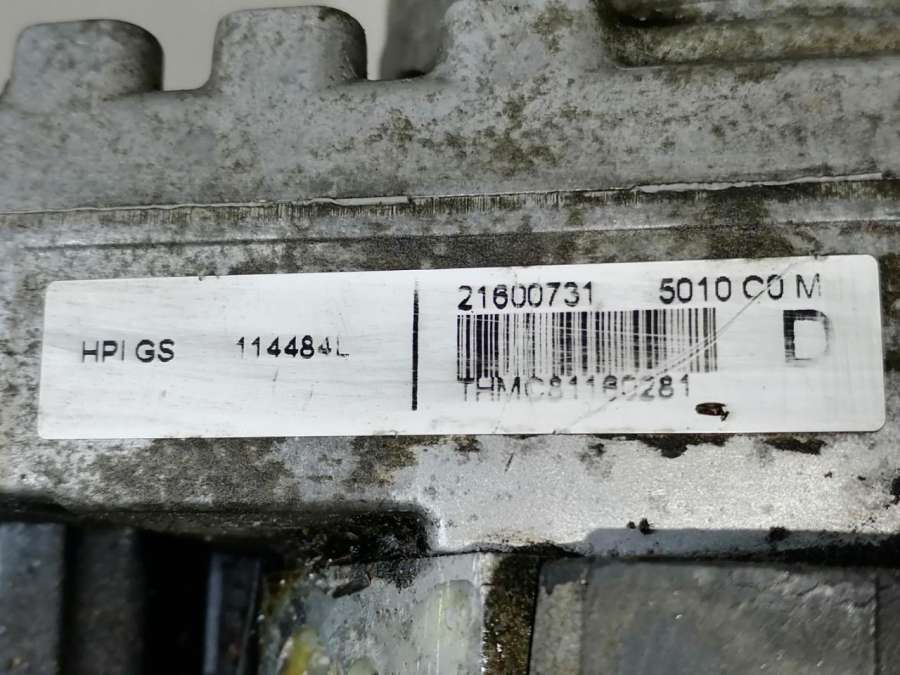 HPI GS 114484L
21600731 5010 C0 M
D
THMC81160281